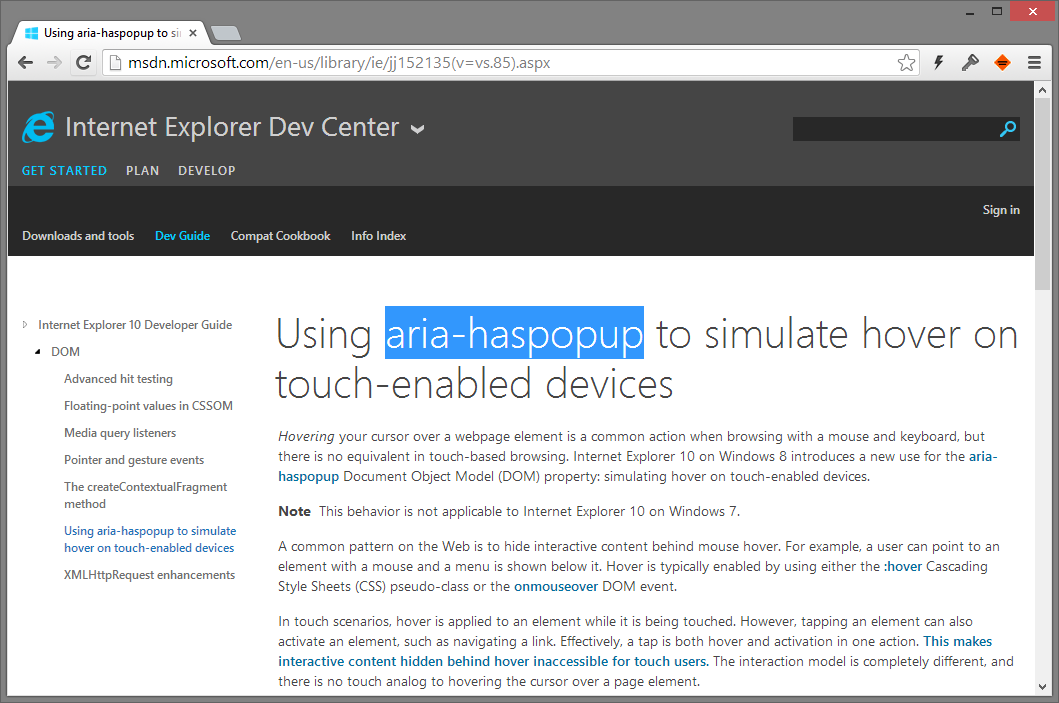 Using aria-haspopup to si
msdn.microsoft.com/en-us/library/ie/jj152135(v=vs.85).aspx
Internet Explorer Dev Center
GET STARTED PLAN DEVELOP
Sign in
Downloads and tools Dev Guide Compat Cookbook Info Index
Internet Explorer 10 Developer Guide
DOM
Advanced hit testing
Floating-point values in CSSOM
Media query listeners
Pointer and gesture events
The createContextualFragment
method
Using aria-haspopup to simulate
hover on touch-enabled devices
XMLHttpRequest enhancements
Using aria-haspopup to simulate hover on
touch-enabled devices
Hovering your cursor over a webpage element is a common action when browsing with a mouse and keyboard, but
there is no equivalent in touch-based browsing. Internet Explorer 10 on Windows 8 introduces a new use for the aria-
haspopup Document Object Model (DOM) property: simulating hover on touch-enabled devices.
Note This behavior is not applicable to Internet Explorer 10 on Windows 7.
A common pattern on the Web is to hide interactive content behind mouse hover. For example, a user can point to an
element with a mouse and a menu is shown below it. Hover is typically enabled by using either the :hover Cascading
Style Sheets (CSS) pseudo-class or the onmouseover DOM event.
In touch scenarios, hover is applied to an element while it is being touched. However, tapping an element can also
activate an element, such as navigating a link. Effectively, a tap is both hover and activation in one action. This makes
interactive content hidden behind hover inaccessible for touch users. The interaction model is completely different, and
there is no touch analog to hovering the cursor over a page element.